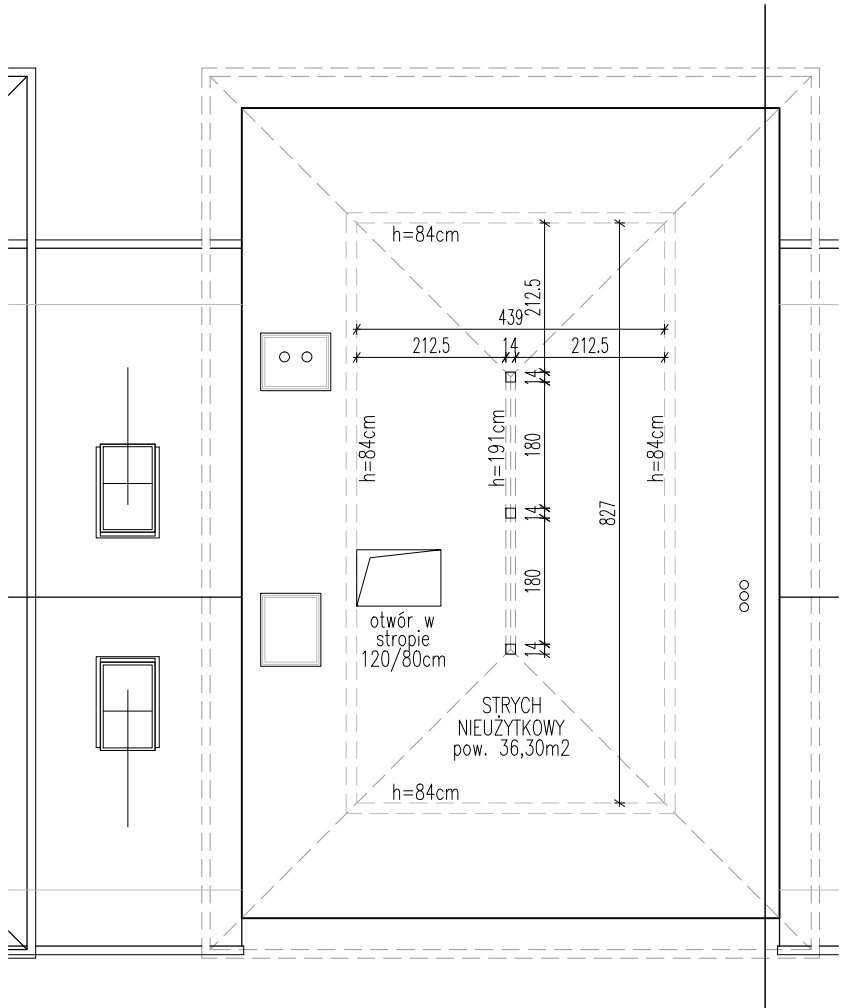 h=84cm
212.5
439
212.5
14
212.5
14
h=84cm
h=191cm
180
h=84cm
14
827
180
otwór w
stropie
120/80cm
14
STRYCH
NIEUŻYTKOWY
pow. 36,30m2
h=84cm